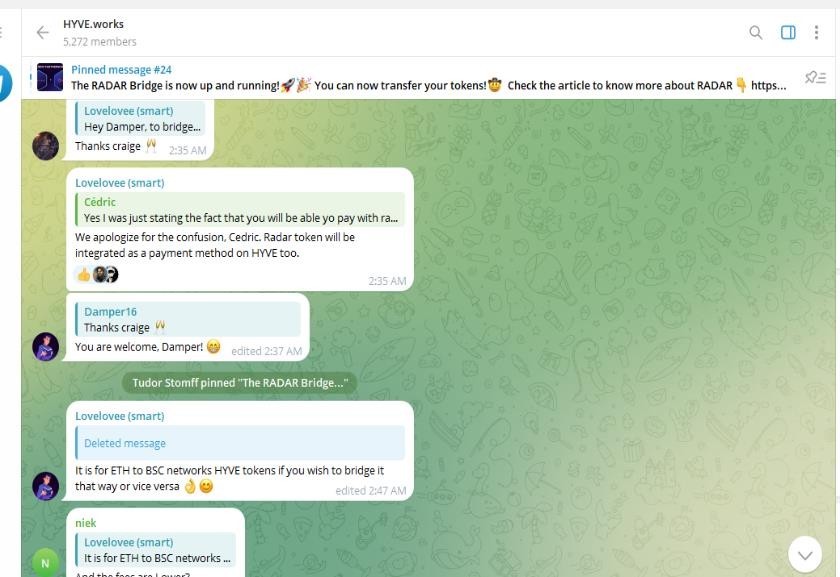 HYVE.works
5,272 members
Pinned message #24
The RADAR Bridge is now up and running!🚀🎉 You can now transfer your tokens!🤠 Check the article to know more about RADAR 👇 https...
Lovelovee (smart)
Hey Damper, to bridge...
Thanks craige 🥂 2:35 AM
Lovelovee (smart)
Cédric
Yes I was just stating the fact that you will be able yo pay with ra...
We apologize for the confusion, Cedric. Radar token will be
integrated as a payment method on HYVE too.
👍 2:35 AM
Damper16
Thanks craige 🥂
You are welcome, Damper! 😁 edited 2:37 AM
Tudor Stomff pinned "The RADAR Bridge..."
Lovelovee (smart)
Deleted message
It is for ETH to BSC networks HYVE tokens if you wish to bridge it
that way or vice versa 👌😊 edited 2:47 AM
niek
Lovelovee (smart)
It is for ETH to BSC networks ...
N
And the fees are Lower?